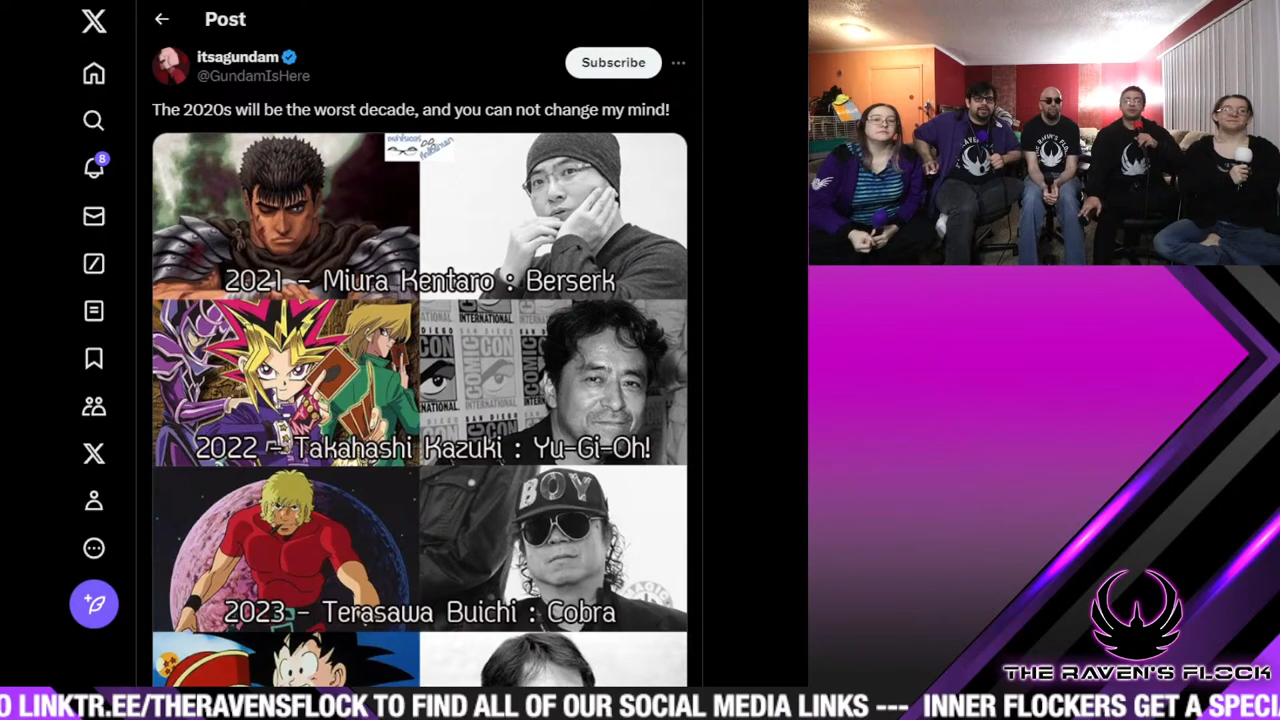 Post
itsagundam
@GundamIsHere
Subscribe
The 2020s will be the worst decade, and you can not change my mind!
2021 - Miura Kentaro : Berserk
2022 - Takahashi Kazuki : Yu-Gi-Oh!
BOY
2023 - Terasawa Buichi : Cobra
8
THE RAVEN'S FLOCK
O LINKTR.EE/THERAVENSFLOCK TO FIND ALL OF OUR SOCIAL MEDIA LINKS --- INNER FLOCKERS GET A SPECI